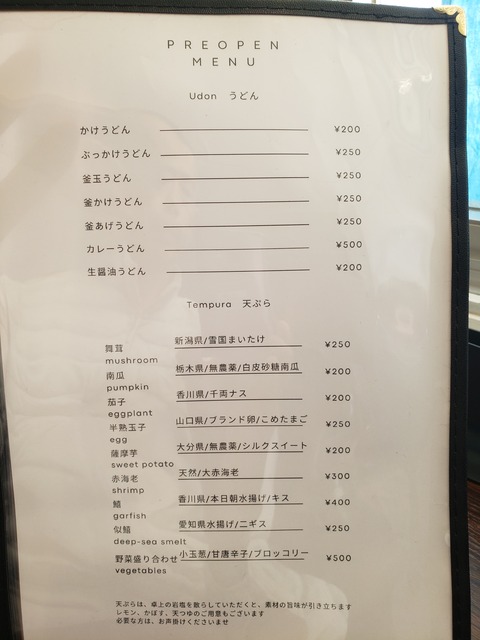 PREOPEN
MENU
Udon うどん
かけうどん ¥200
ぶっかけうどん ¥250
釜玉うどん ¥250
釜かけうどん ¥250
釜あげうどん ¥250
カレーうどん ¥500
生醤油うどん ¥200
Tempura 天ぷら
舞茸 新潟県/雪国まいたけ ¥250
mushroom
南瓜 栃木県/無農薬/白皮砂糖南瓜 ¥200
pumpkin
茄子 香川県/千両ナス ¥200
eggplant
半熟玉子 山口県/ブランド卵/こめたまご ¥250
egg
薩摩芋 大分県/無農薬/シルクスイート ¥200
sweet potato
赤海老 天然/大赤海老 ¥300
shrimp
鱚 香川県/本日朝水揚げ/キス ¥400
garfish
似鱚 愛知県水揚げ/ニギス ¥250
deep-sea smelt
野菜盛り合わせ 小玉葱/甘唐辛子/ブロッコリー ¥500
vegetables
天ぷらは、卓上の岩塩を散らしていただくと、素材の旨味が引き立ちます
レモン、かぼす、天つゆのご用意もございます
必要な方は、お声掛けくださいませ